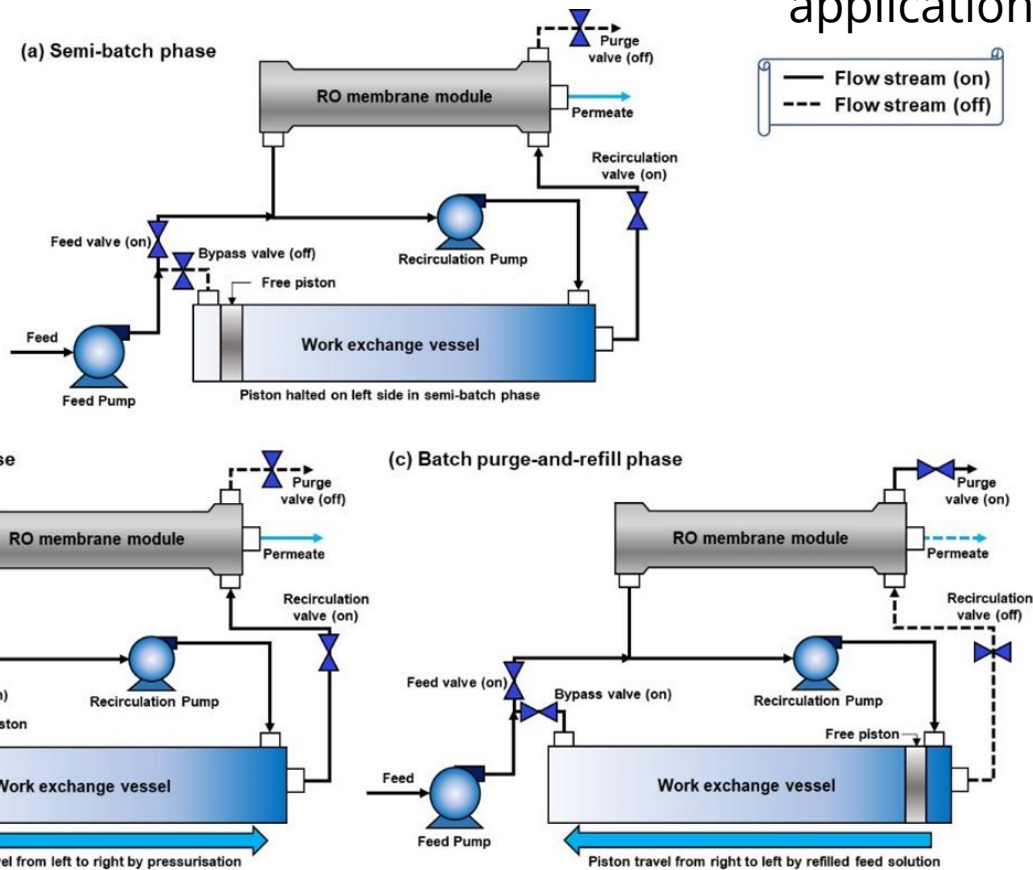 application
(a) Semi-batch phase
Purge
valve (off)
Flow stream (on)
Flow stream (off)
RO membrane module
Permeate
Recirculation
valve (on)
Feed valve (on)
Bypass valve (off)
Recirculation Pump
Free piston
Feed
Work exchange vessel
Feed Pump
Piston halted on left side in semi-batch phase
se
(c) Batch purge-and-refill phase
Purge
valve (off)
Purge
valve (on)
RO membrane module
Permeate
RO membrane module
Permeate
Recirculation
valve (on)
Recirculation
valve (off)
Feed valve (on)
Bypass valve (on)
n)
Recirculation Pump
Recirculation Pump
ston
Free piston
Feed
Work exchange vessel
Work exchange vessel
Feed Pump
vel from left to right by pressurisation
Piston travel from right to left by refilled feed solution